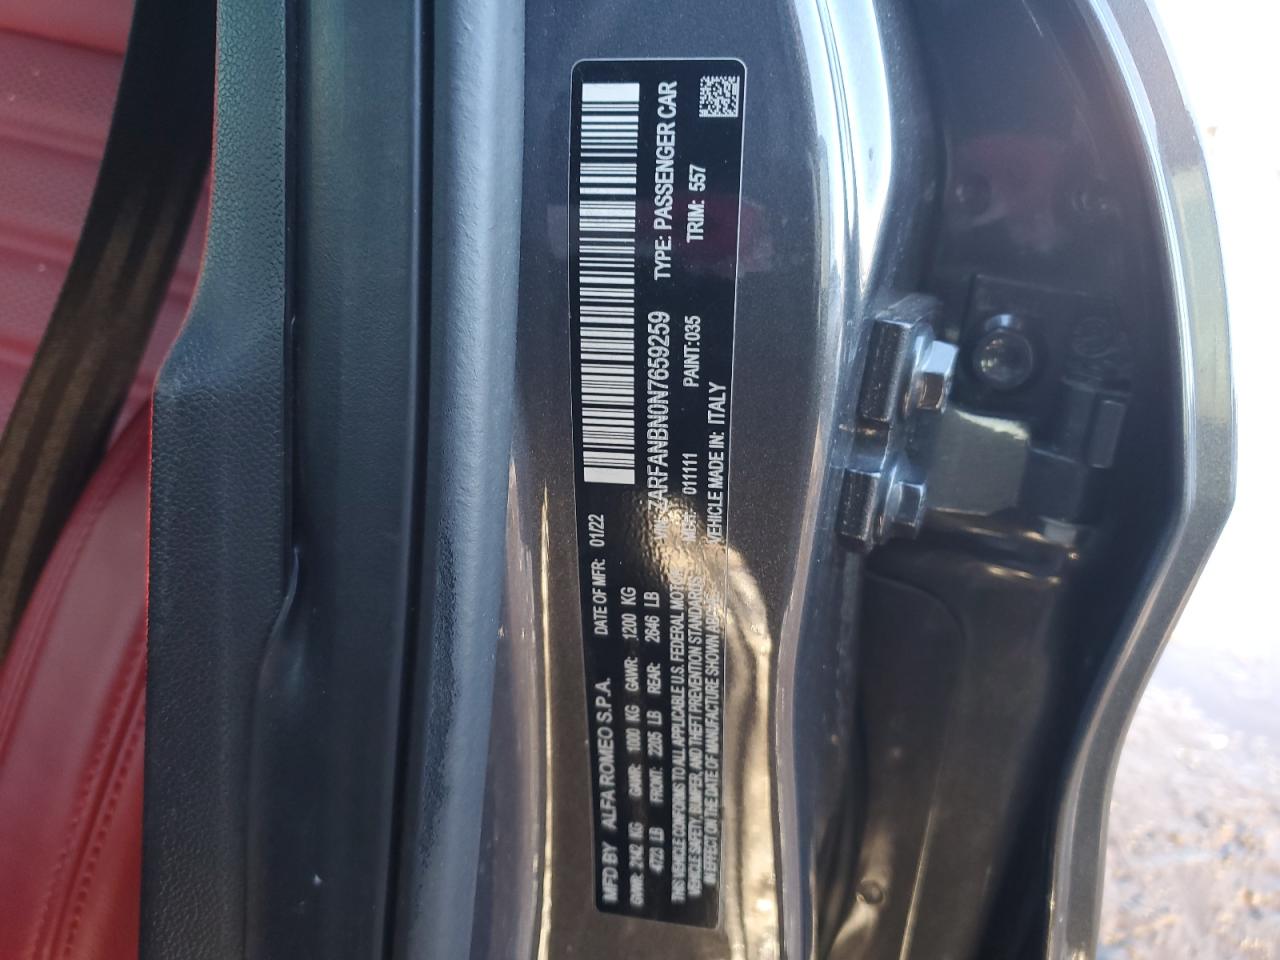 MFD BY ALFA ROMEO S.P.A. DATE OF MFR: 01/22
GVWR: 2142 KG GAWR: 1000 KG GAWR: 1200 KG
4723 LB FRONT: 2205 LB REAR: 2646 LB
THIS VEHICLE CONFORMS TO ALL APPLICABLE U.S. FEDERAL MOTOR
VEHICLE SAFETY, BUMPER, AND THEFT PREVENTION STANDARDS
IN EFFECT ON THE DATE OF MANUFACTURE SHOWN ABOVE
VIN: ZARFANBN0N7659259 TYPE: PASSENGER CAR
MDH: 011111 PAINT:035 TRIM: 557
VEHICLE MADE IN: ITALY